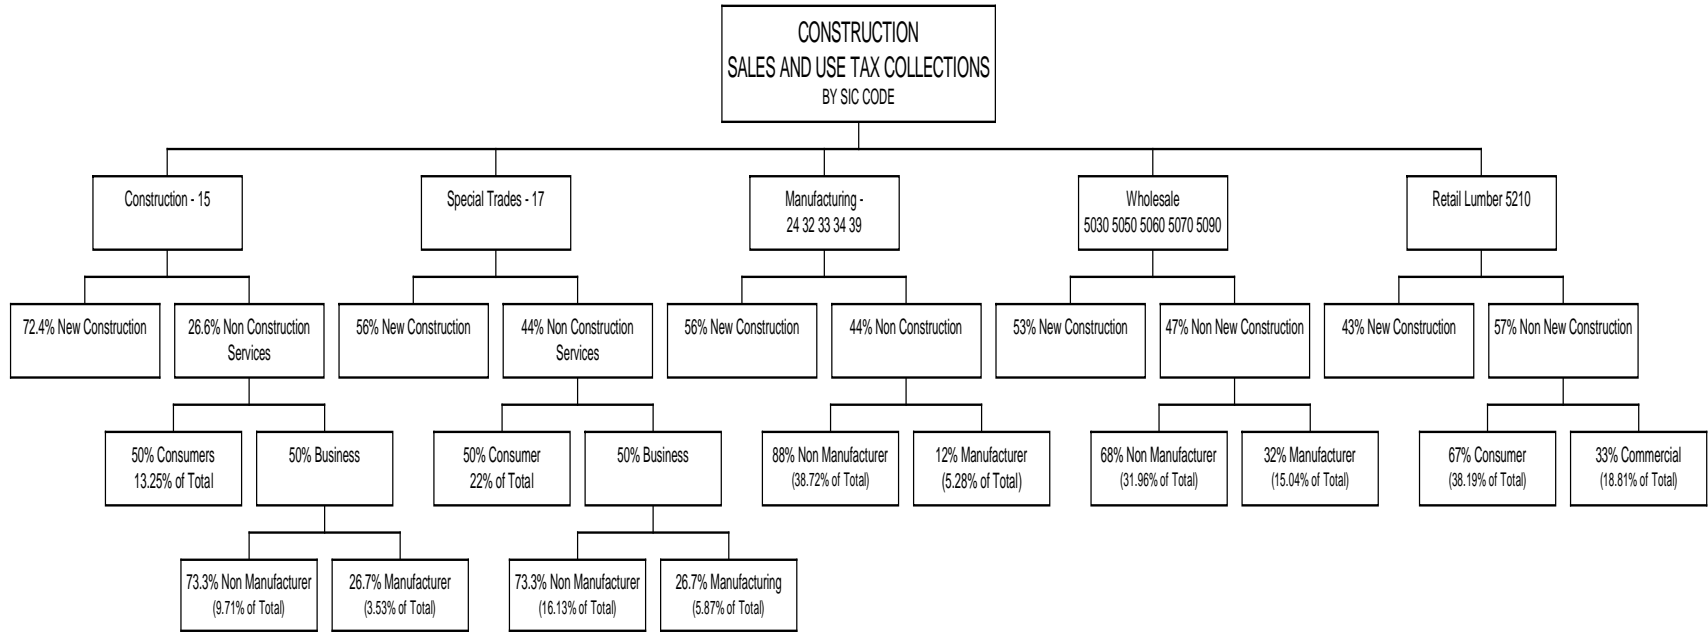 CONSTRUCTION
SALES AND USE TAX COLLECTIONS
BY SIC CODE
Construction - 15
Special Trades - 17
Manufacturing -
24 32 33 34 39
Wholesale
5030 5050 5060 5070 5090
Retail Lumber 5210
72.4% New Construction
26.6% Non Construction
Services
56% New Construction
44% Non Construction
Services
56% New Construction
44% Non Construction
53% New Construction
47% Non New Construction
43% New Construction
57% Non New Construction
50% Consumers
13.25% of Total
50% Business
50% Consumer
22% of Total
50% Business
88% Non Manufacturer
(38.72% of Total)
12% Manufacturer
(5.28% of Total)
68% Non Manufacturer
(31.96% of Total)
32% Manufacturer
(15.04% of Total)
67% Consumer
(38.19% of Total)
33% Commercial
(18.81% of Total)
73.3% Non Manufacturer
(9.71% of Total)
26.7% Manufacturer
(3.53% of Total)
73.3% Non Manufacturer
(16.13% of Total)
26.7% Manufacturing
(5.87% of Total)